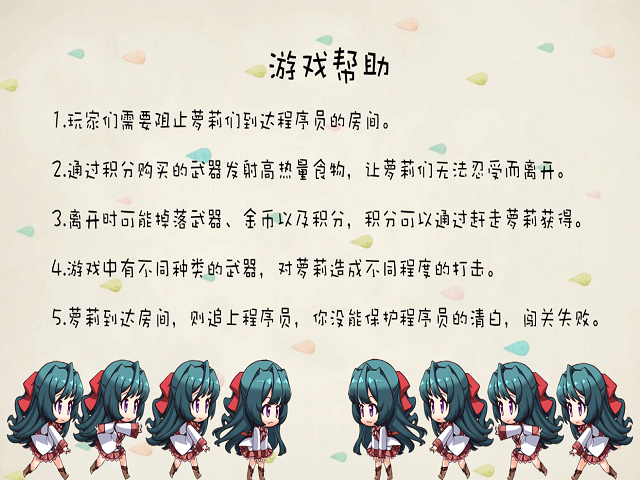 游戏帮助
1.玩家们需要阻止萝莉们到达程序员的房间。
2.通过积分购买的武器发射高热量食物，让萝莉们无法忍受而离开。
3.离开时可能掉落武器、金币以及积分，积分可以通过赶走萝莉获得。
4.游戏中有不同种类的武器，对萝莉造成不同程度的打击。
5.萝莉到达房间，则追上程序员，你没能保护程序员的清白，闯关失败。